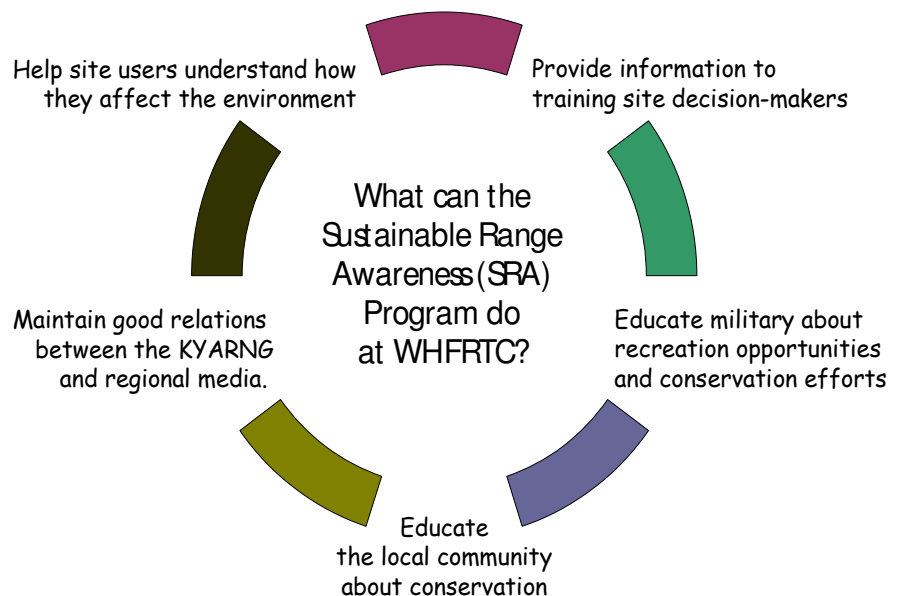 Help site users understand how
they affect the environment
Provide information to
training site decision-makers
What can the
Sustainable Range
Awareness (SRA)
Program do
at WHFRTC?
Maintain good relations
between the KYARNG
and regional media.
Educate military about
recreation opportunities
and conservation efforts
Educate
the local community
about conservation